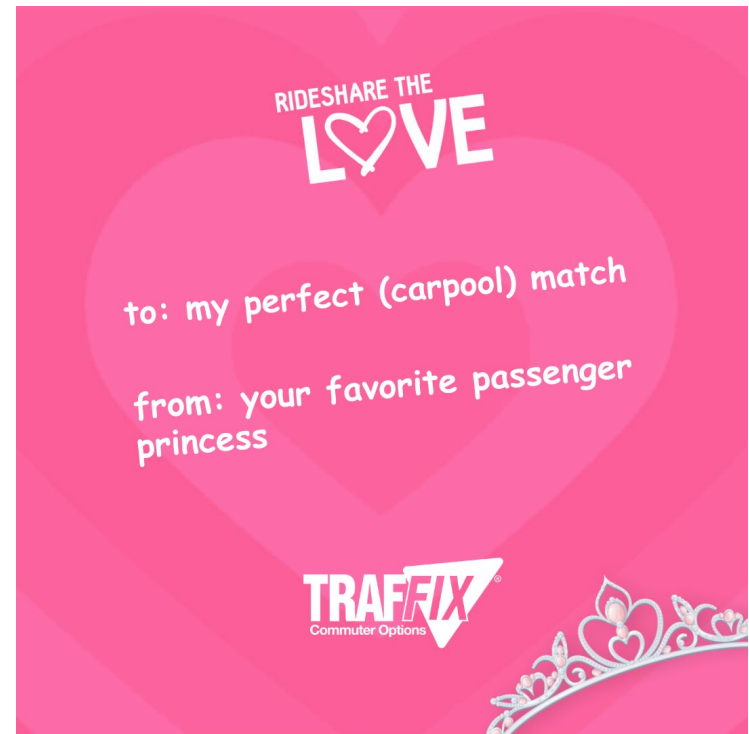 RIDESHARE THE
LOVE
to: my perfect (carpool) match
from: your favorite passenger
princess
TRAFFIX®
Commuter Options